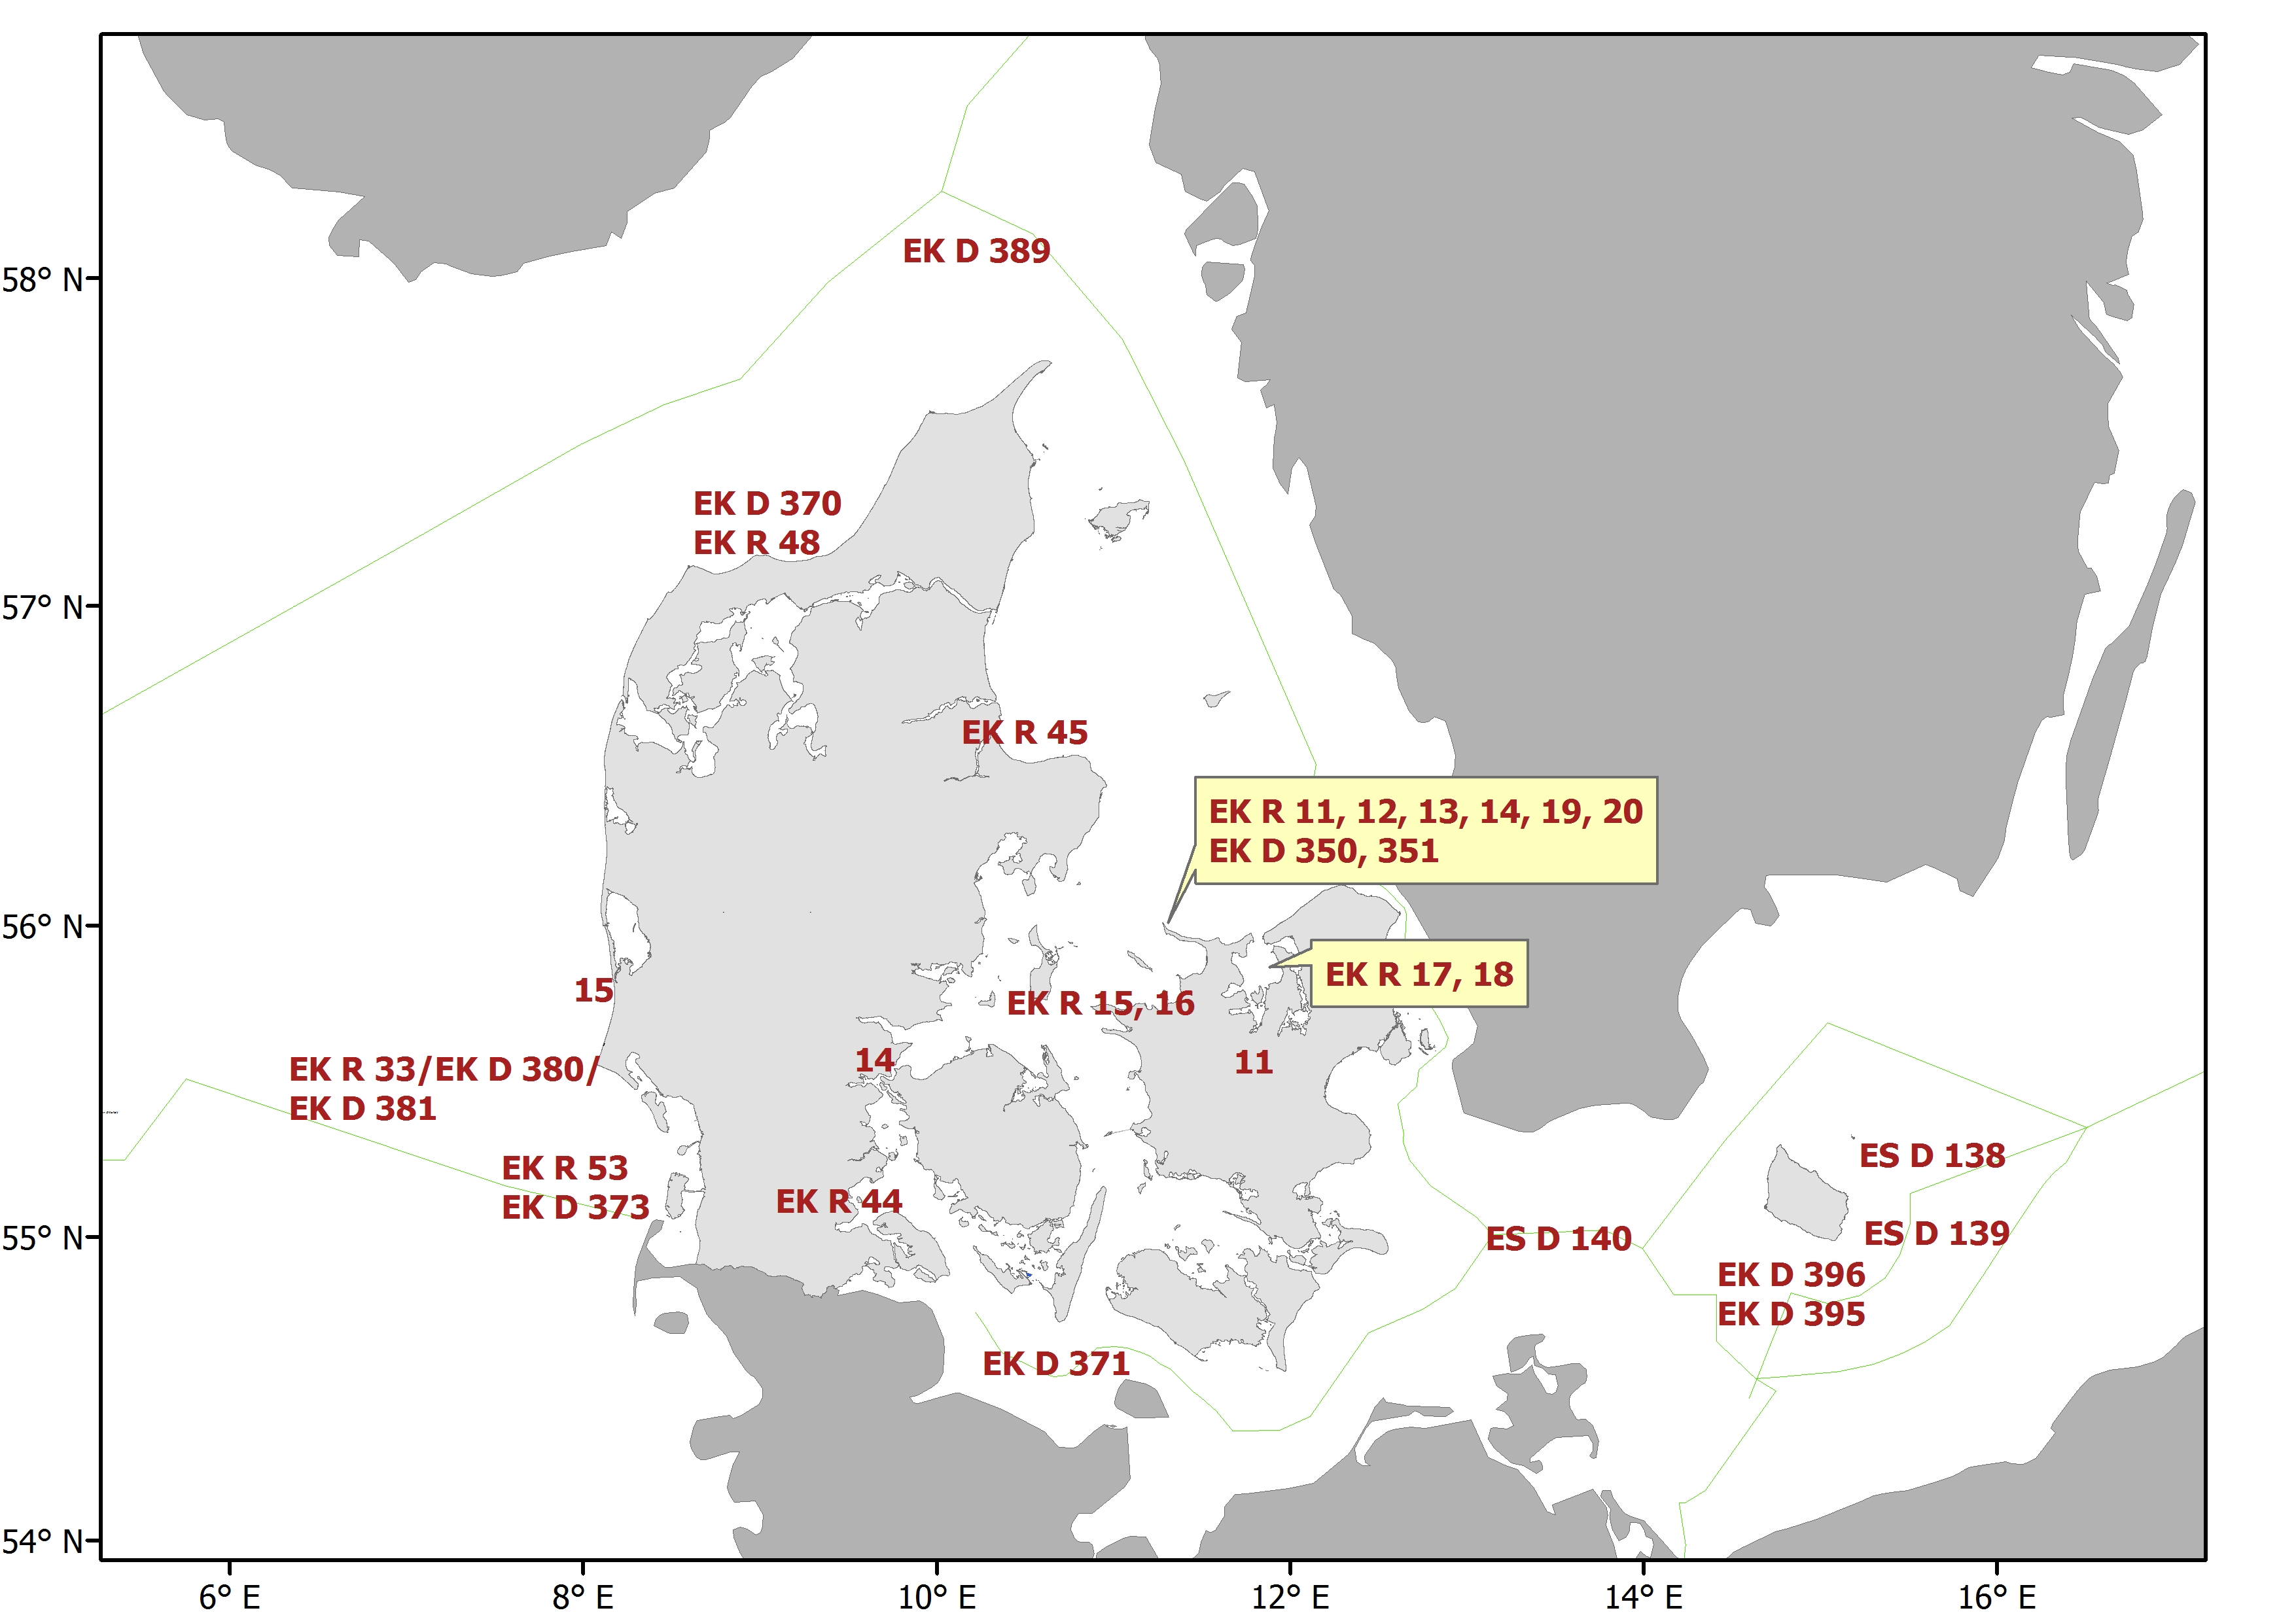 EK D 389
58° N
EK D 370
EK R 48
57° N
EK R 45
EK R 11, 12, 13, 14, 19, 20
EK D 350, 351
56° N
EK R 17, 18
15
EK R 15, 16
14
11
EK R 33/EK D 380/
EK D 381
ES D 138
EK R 53
EK D 373
EK R 44
55° N
ES D 140
ES D 139
EK D 396
EK D 395
EK D 371
54° N
6° E
8° E
10° E
12° E
14° E
16° E